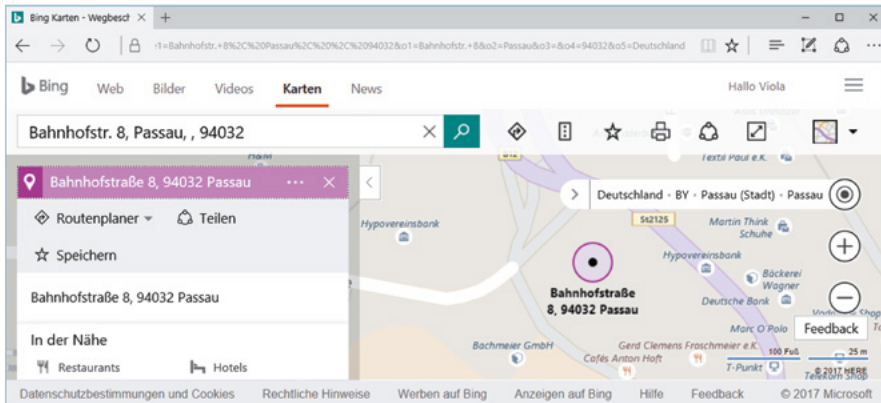 Bing Karten - Wegbesch
r1=Bahnhofstr.+8%2C%20Passau%2C%20%2C%2094032&o1=Bahnhofstr.+8&o2=Passau&o3=&o4=94032&o5=Deutschland
Bing Web Bilder Videos Karten News Hallo Viola
Bahnhofstr. 8, Passau, , 94032
B12
Textil Paul e.K.
Bahnhofstraße 8, 94032 Passau
Deutschland · BY · Passau (Stadt) · Passau
Routenplaner Teilen
Speichern
Hypovereinsbank
St2125
Martin Think
Schuhe
Hypovereinsbank
Bäckerei
Wagner
Bahnhofstraße 8, 94032 Passau
Bahnhofstraße
8, 94032 Passau
Deutsche Bank
Marc O'Polo
Feedback
In der Nähe
Restaurants Hotels
Bachmeier GmbH
Gerd Clemens Froschmeier e.K.
Cafés Anton Hoft
100 Fuß 25 m
T-Punkt
Telekom Shop
© 2017 HERE
Datenschutzbestimmungen und Cookies Rechtliche Hinweise Werben auf Bing Anzeigen auf Bing Hilfe Feedback © 2017 Microsoft